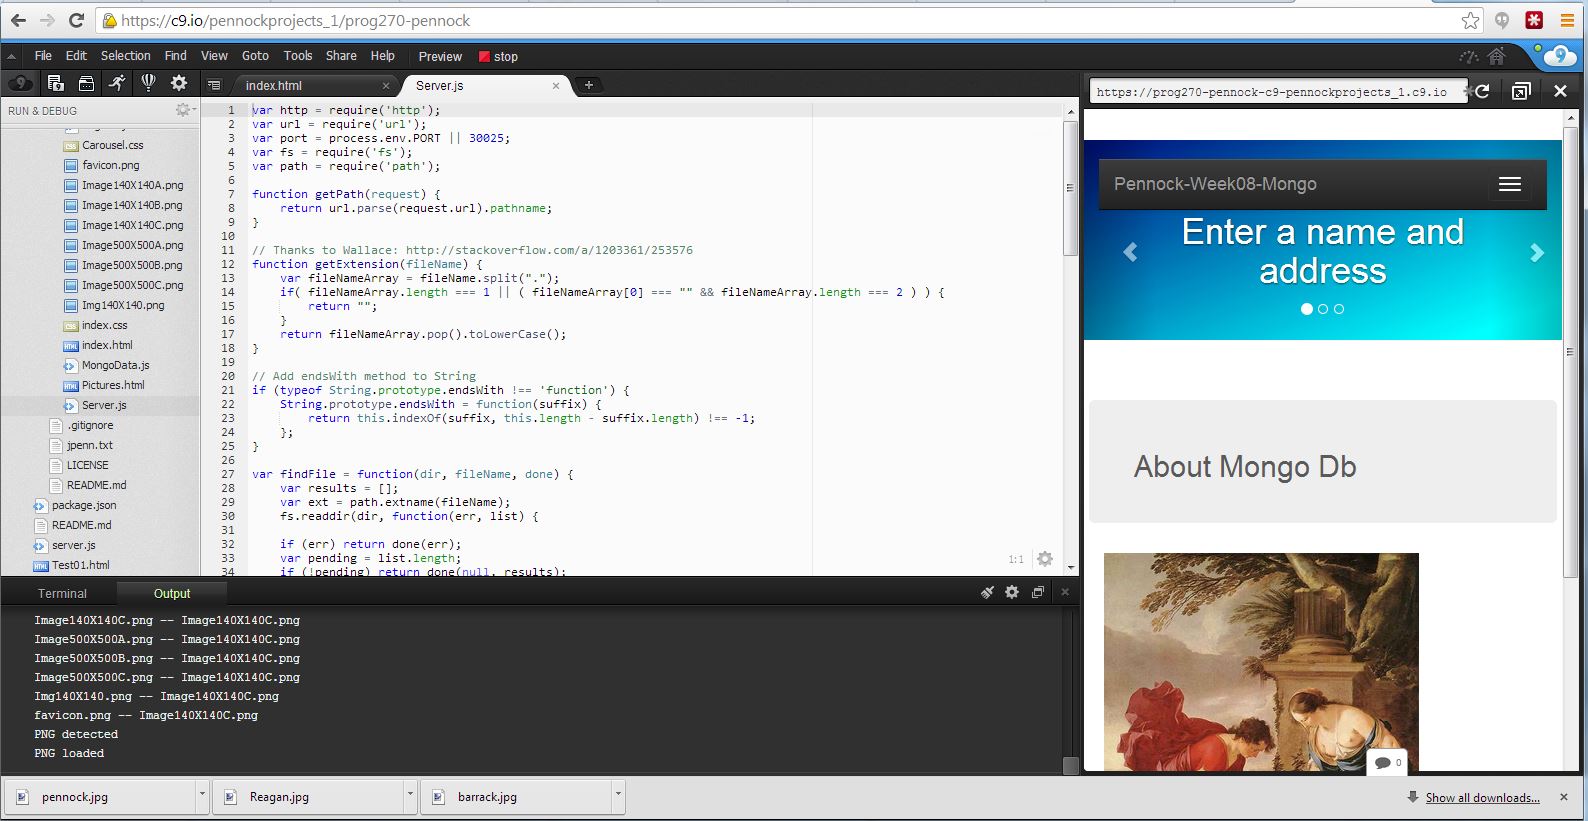 https://c9.io/pennockprojects_1/prog270-pennock
File Edit Selection Find View Goto Tools Share Help Preview stop
index.html
Server.js
RUN & DEBUG
Carousel.css
favicon.png
Image140X140A.png
Image140X140B.png
Image140X140C.png
Image500X500A.png
Image500X500B.png
Image500X500C.png
Img140X140.png
index.css
index.html
MongoData.js
Pictures.html
Server.js
.gitignore
jpenn.txt
LICENSE
README.md
package.json
README.md
server.js
Test01.html
1 var http = require('http');
2 var url = require('url');
3 var port = process.env.PORT || 30025;
4 var fs = require('fs');
5 var path = require('path');
6
7 function getPath(request) {
8     return url.parse(request.url).pathname;
9 }
10
11 // Thanks to Wallace: http://stackoverflow.com/a/1203361/253576
12 function getExtension(fileName) {
13     var fileNameArray = fileName.split(".");
14     if( fileNameArray.length === 1 || ( fileNameArray[0] === "" && fileNameArray.length === 2 ) ) {
15         return "";
16     }
17     return fileNameArray.pop().toLowerCase();
18 }
19
20 // Add endsWith method to String
21 if (typeof String.prototype.endsWith !== 'function') {
22     String.prototype.endsWith = function(suffix) {
23         return this.indexOf(suffix, this.length - suffix.length) !== -1;
24     };
25 }
26
27 var findFile = function(dir, fileName, done) {
28     var results = [];
29     var ext = path.extname(fileName);
30     fs.readdir(dir, function(err, list) {
31
32     if (err) return done(err);
33     var pending = list.length;
34     if (!pending) return done(null, results);
1:1
https://prog270-pennock-c9-pennockprojects_1.c9.io
Pennock-Week08-Mongo
Enter a name and
address
About Mongo Db
0
Terminal Output
Image140X140C.png -- Image140X140C.png
Image500X500A.png -- Image140X140C.png
Image500X500B.png -- Image140X140C.png
Image500X500C.png -- Image140X140C.png
Img140X140.png -- Image140X140C.png
favicon.png -- Image140X140C.png
PNG detected
PNG loaded
pennock.jpg
Reagan.jpg
barrack.jpg
Show all downloads...